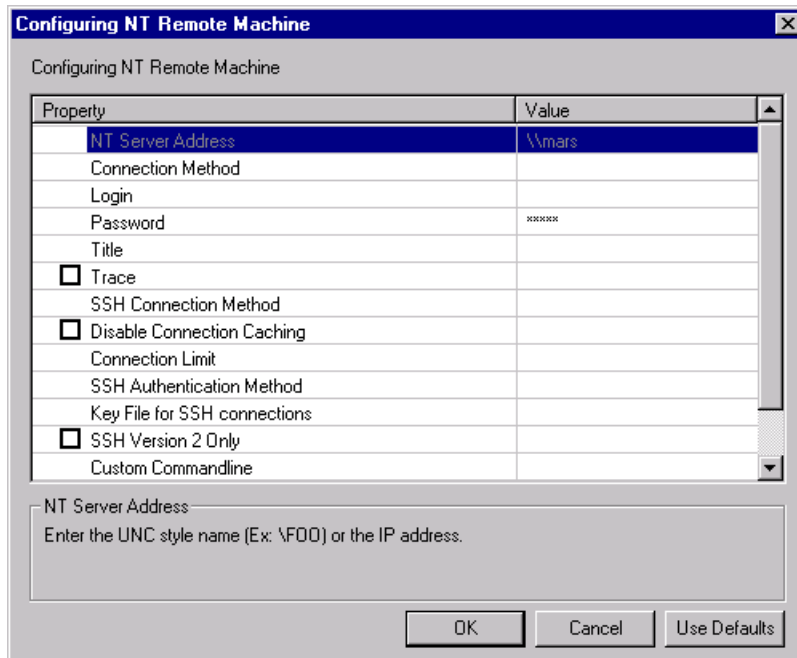 Configuring NT Remote Machine
Configuring NT Remote Machine
Property Value
NT Server Address \\mars
Connection Method
Login
Password *****
Title
Trace
SSH Connection Method
Disable Connection Caching
Connection Limit
SSH Authentication Method
Key File for SSH connections
SSH Version 2 Only
Custom Commandline
NT Server Address
Enter the UNC style name (Ex: \FOO) or the IP address.
OK Cancel Use Defaults